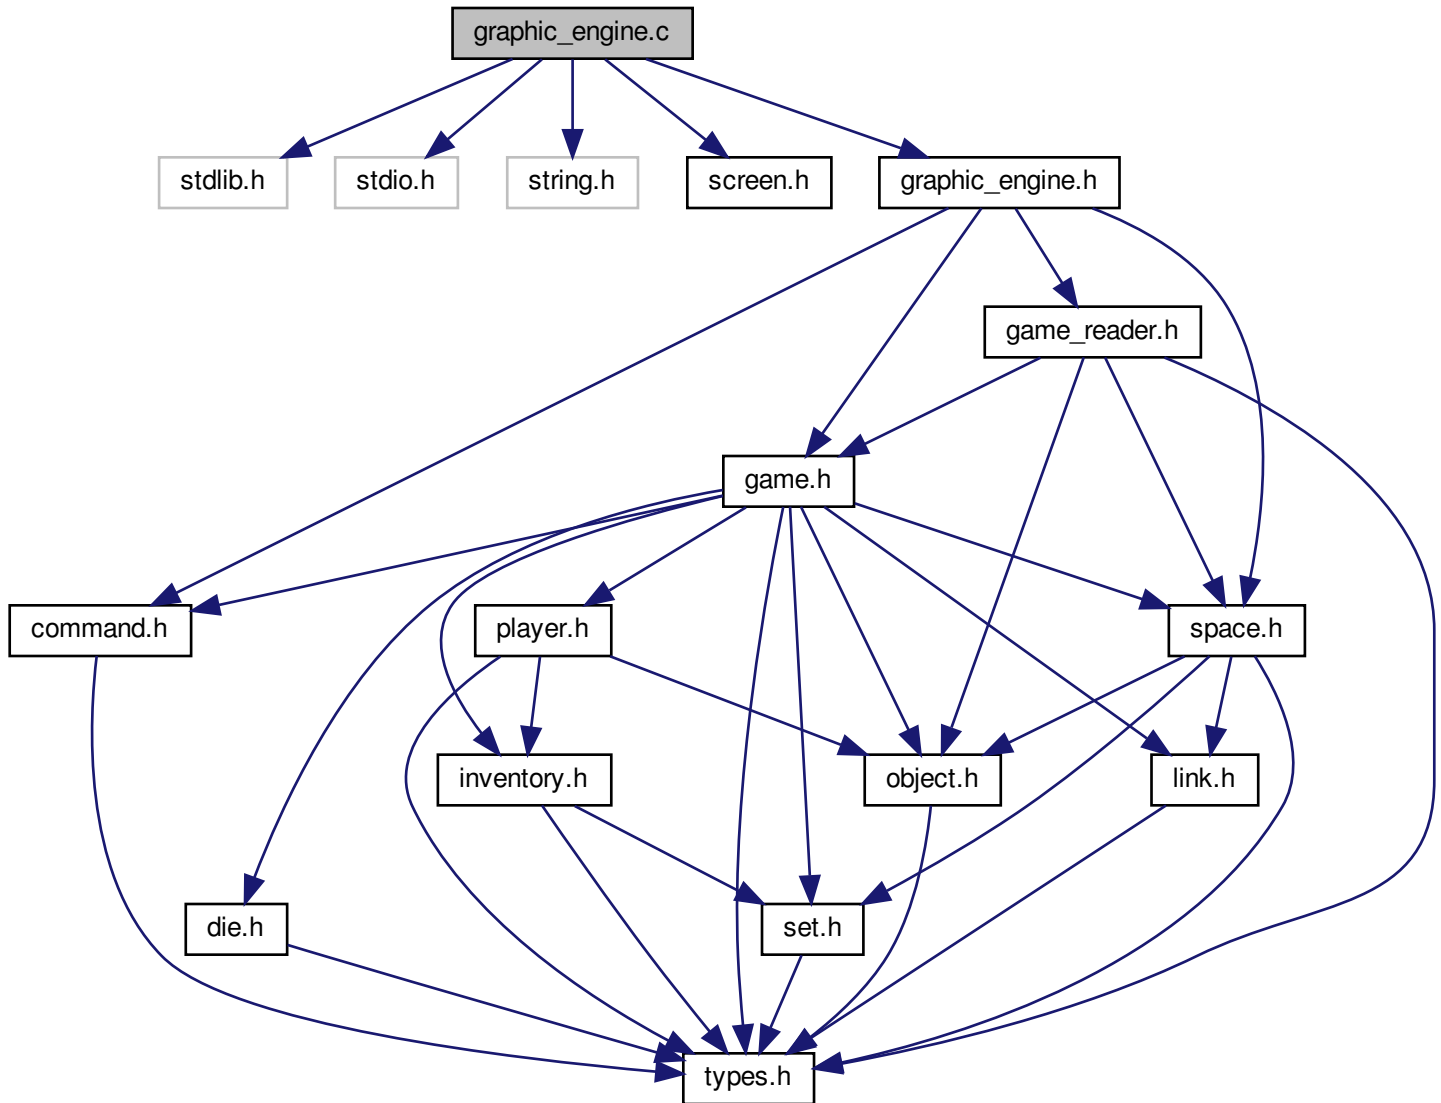 graphic_engine.c
stdlib.h
stdio.h
string.h
screen.h
graphic_engine.h
game_reader.h
game.h
command.h
player.h
space.h
inventory.h
object.h
link.h
die.h
set.h
types.h